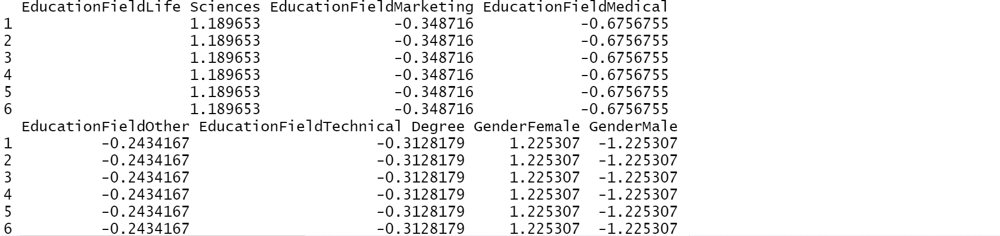 EducationFieldLife Sciences EducationFieldMarketing EducationFieldMedical
1 1.189653 -0.348716 -0.6756755
2 1.189653 -0.348716 -0.6756755
3 1.189653 -0.348716 -0.6756755
4 1.189653 -0.348716 -0.6756755
5 1.189653 -0.348716 -0.6756755
6 1.189653 -0.348716 -0.6756755
EducationFieldOther EducationFieldTechnical Degree GenderFemale GenderMale
1 -0.2434167 -0.3128179 1.225307 -1.225307
2 -0.2434167 -0.3128179 1.225307 -1.225307
3 -0.2434167 -0.3128179 1.225307 -1.225307
4 -0.2434167 -0.3128179 1.225307 -1.225307
5 -0.2434167 -0.3128179 1.225307 -1.225307
6 -0.2434167 -0.3128179 1.225307 -1.225307